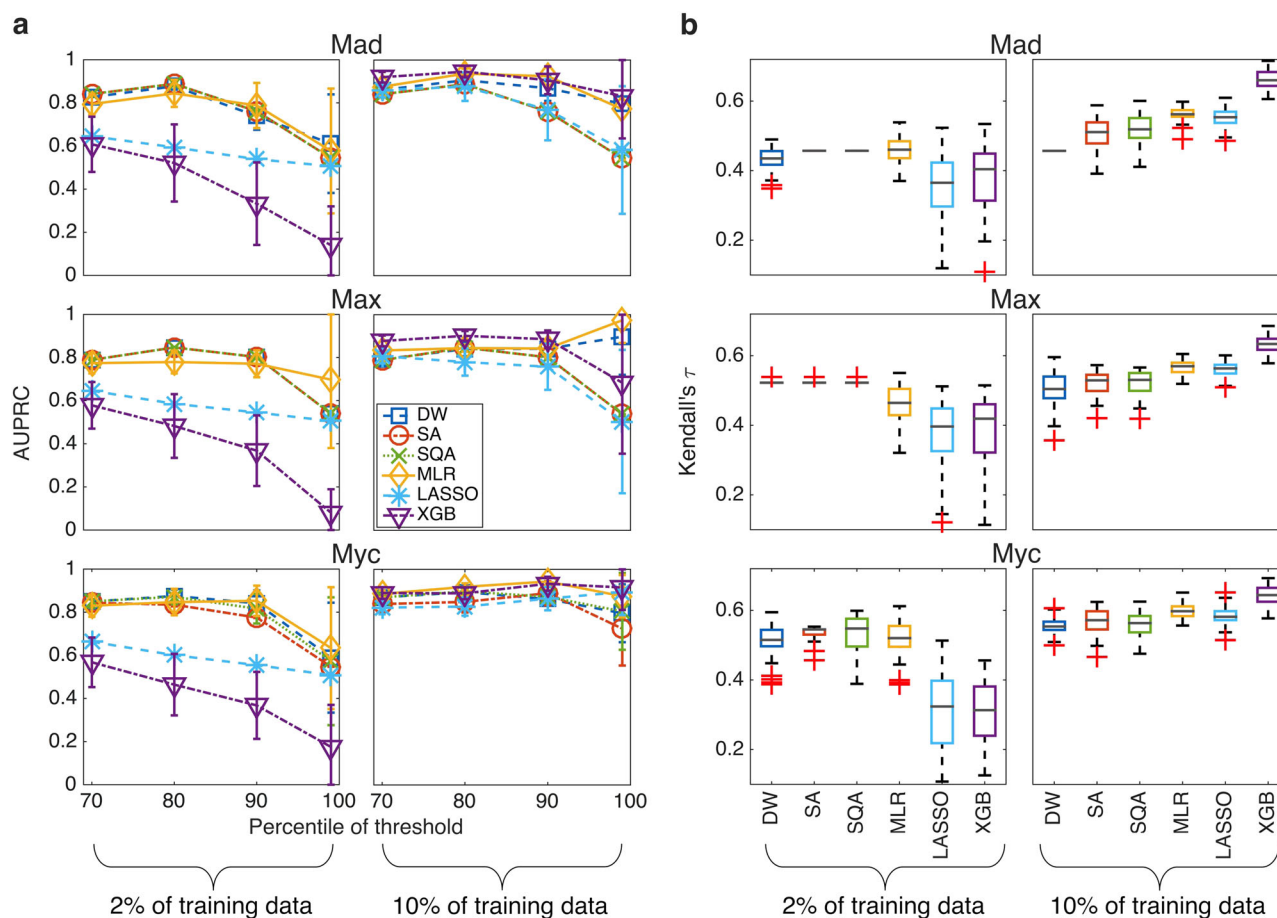 a
Mad
1
0.8
0.6
0.4
0.2
0
Max
1
0.8
0.6
0.4
0.2
0
AUPRC
DW
SA
SQA
MLR
LASSO
XGB
Myc
1
0.8
0.6
0.4
0.2
0
70 80 90 100 70 80 90 100
Percentile of threshold
2% of training data 10% of training data
b
Mad
0.6
0.4
0.2
Max
0.6
0.4
0.2
Kendall's τ
Myc
0.6
0.4
0.2
DW SA SQA MLR LASSO XGB DW SA SQA MLR LASSO XGB
2% of training data 10% of training data